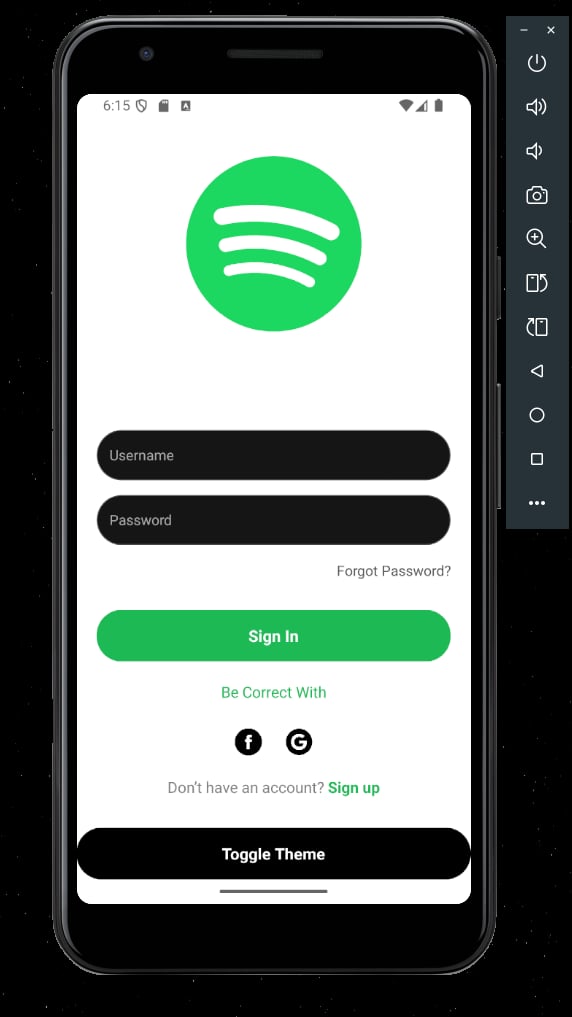 6:15
Username
Password
Forgot Password?
Sign In
Be Correct With
f G
Don't have an account? Sign up
Toggle Theme